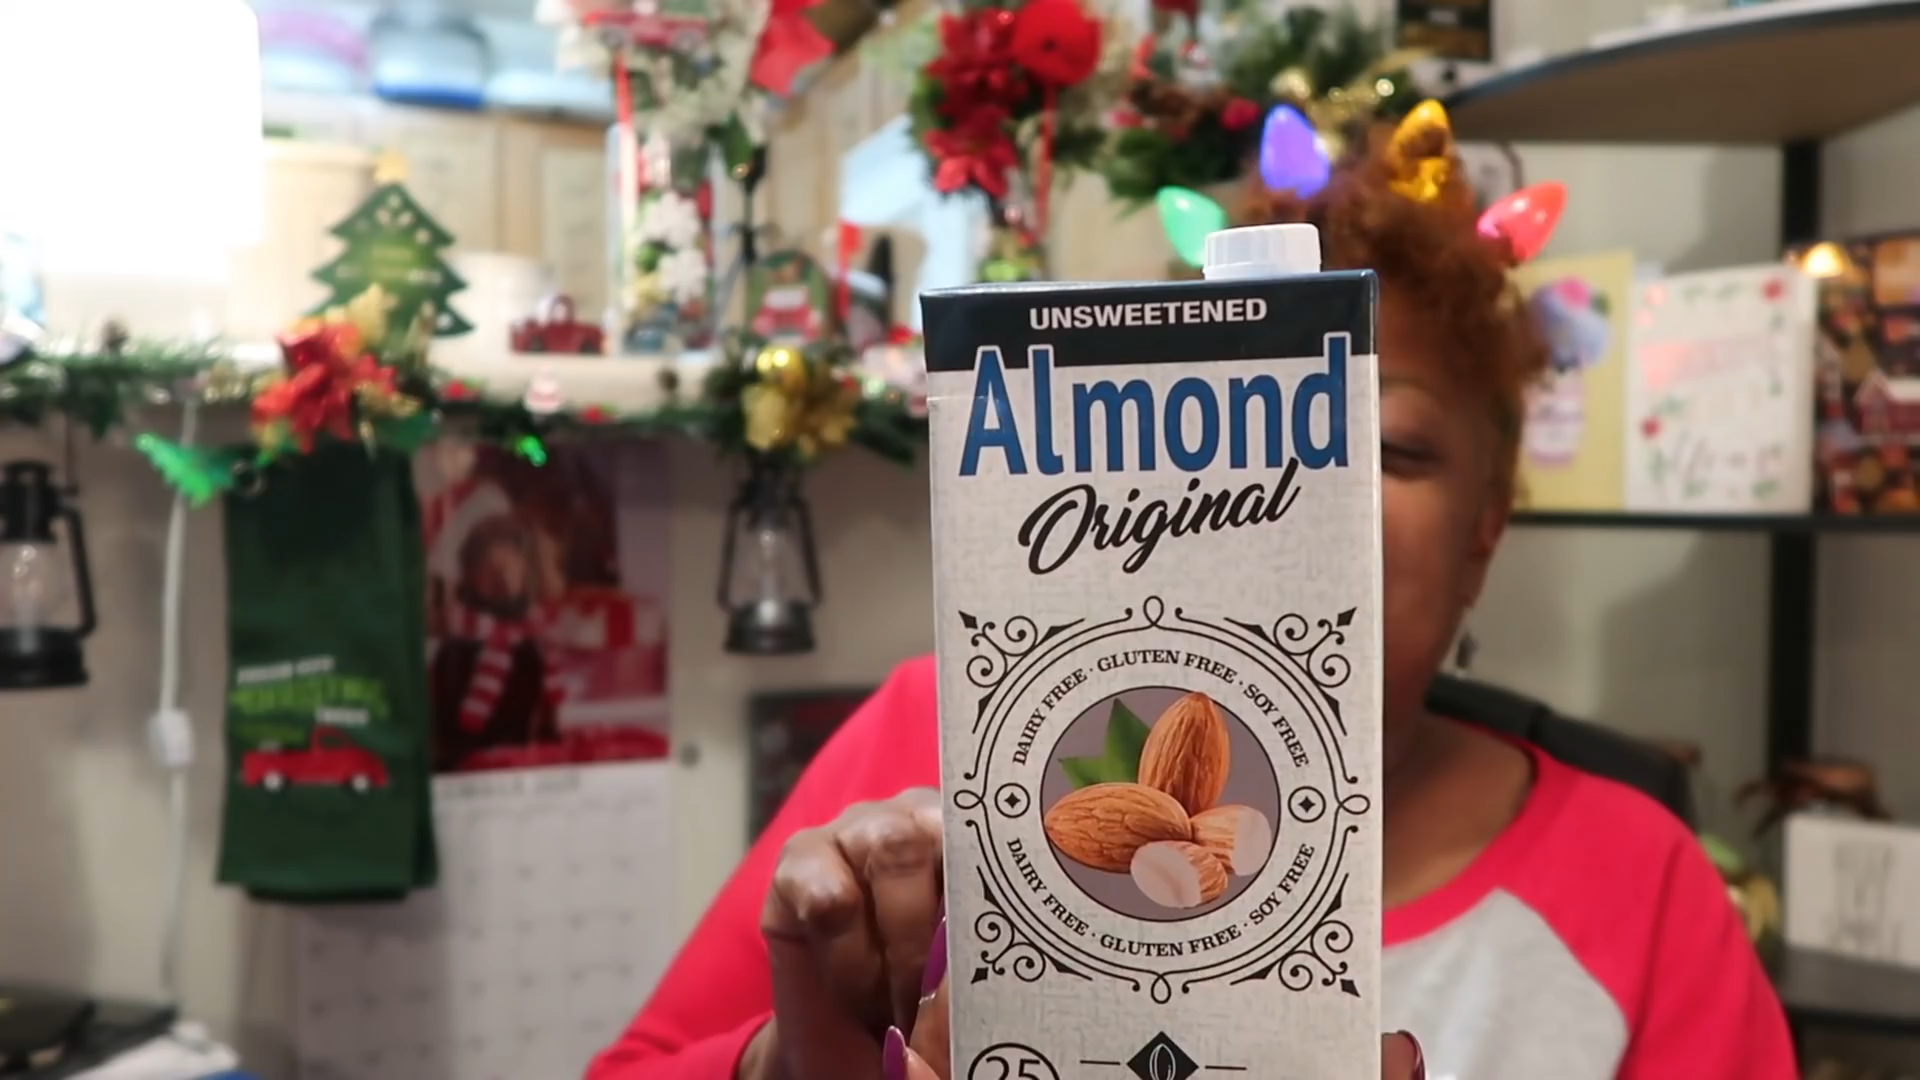 UNSWEETENED
Almond
Original
DAIRY FREE · GLUTEN FREE · SOY FREE
DAIRY FREE · GLUTEN FREE · SOY FREE
25